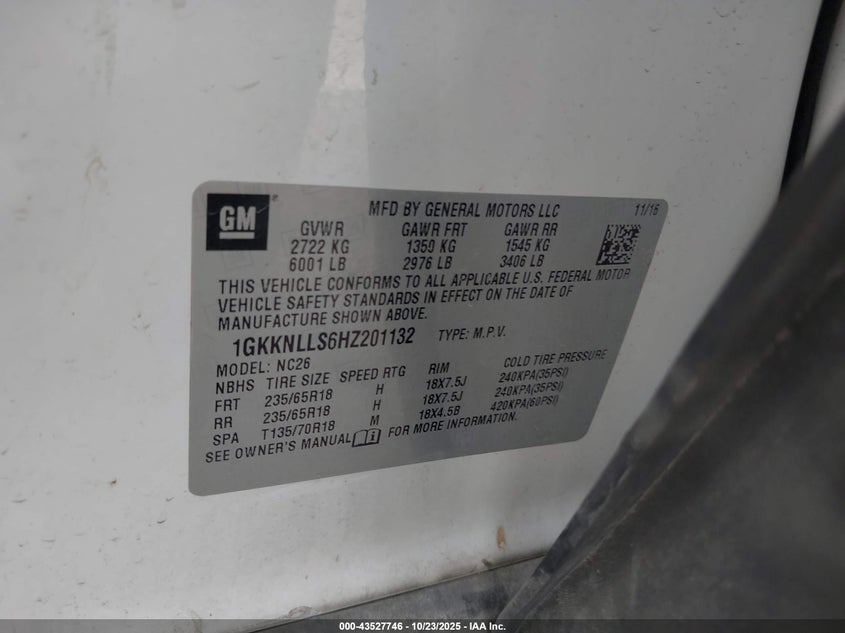 GM
®
MFD BY GENERAL MOTORS LLC 11/16
GVWR GAWR FRT GAWR RR
2722 KG 1350 KG 1545 KG
6001 LB 2976 LB 3406 LB
THIS VEHICLE CONFORMS TO ALL APPLICABLE U.S. FEDERAL MOTOR
VEHICLE SAFETY STANDARDS IN EFFECT ON THE DATE OF
MANUFACTURE SHOWN ABOVE.
1GKKNLLS6HZ201132 TYPE: M.P.V.
MODEL: NC26
NBHS TIRE SIZE SPEED RTG RIM COLD TIRE PRESSURE
FRT 235/65R18 H 18X7.5J 240KPA(35PSI)
RR 235/65R18 H 18X7.5J 240KPA(35PSI)
SPA T135/70R18 M 18X4.5B 420KPA(60PSI)
SEE OWNER'S MANUAL FOR MORE INFORMATION.
000-43527746 - 10/23/2025 - IAA, Inc.